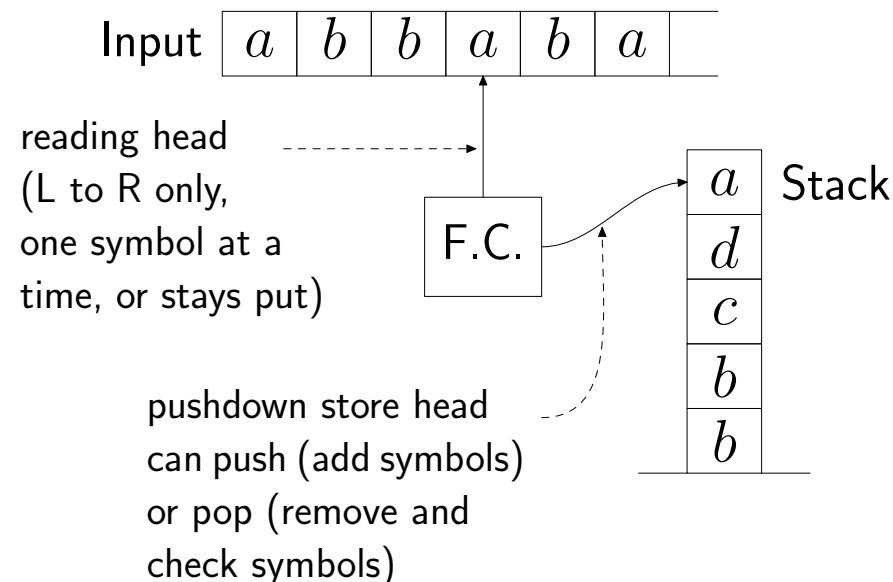 Input a b b a b a
reading head
(L to R only,
one symbol at a
time, or stays put)
F.C.
a Stack
d
c
b
b
pushdown store head
can push (add symbols)
or pop (remove and
check symbols)